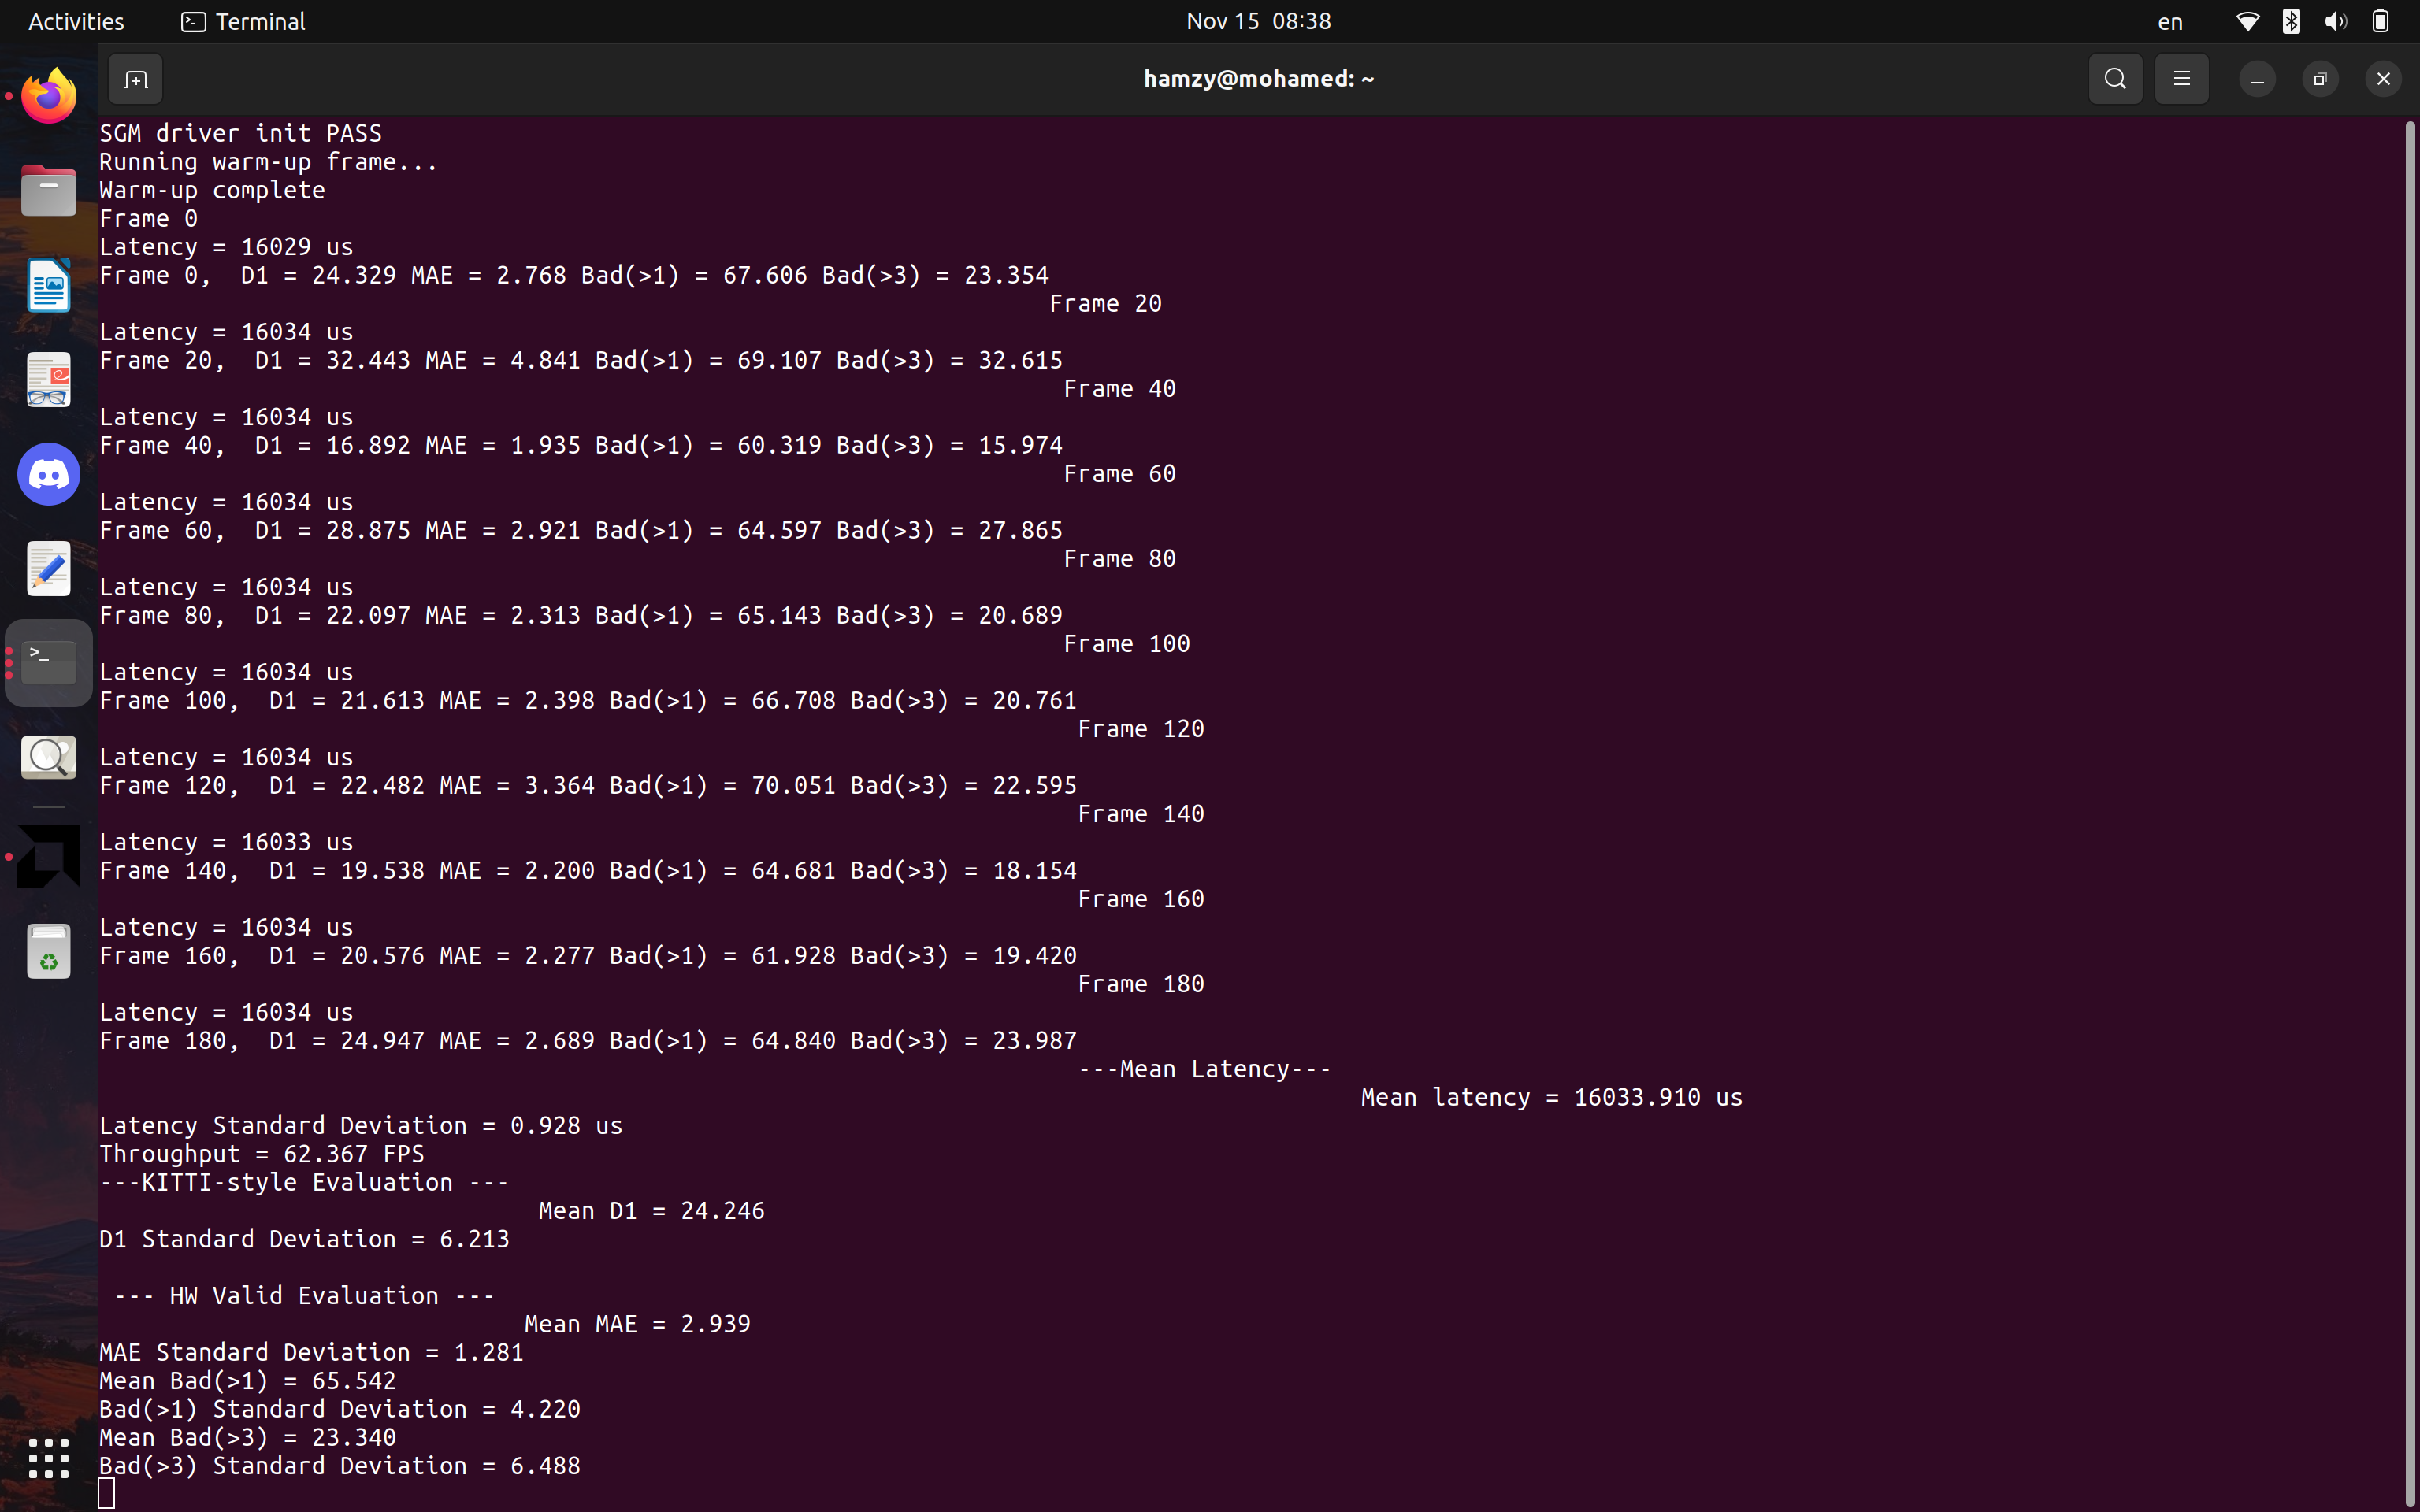 Activities
Terminal
Nov 15 08:38
en
hamzy@mohamed: ~
SGM driver init PASS
Running warm-up frame...
Warm-up complete
Frame 0
Latency = 16029 us
Frame 0,  D1 = 24.329 MAE = 2.768 Bad(>1) = 67.606 Bad(>3) = 23.354
Frame 20
Latency = 16034 us
Frame 20,  D1 = 32.443 MAE = 4.841 Bad(>1) = 69.107 Bad(>3) = 32.615
Frame 40
Latency = 16034 us
Frame 40,  D1 = 16.892 MAE = 1.935 Bad(>1) = 60.319 Bad(>3) = 15.974
Frame 60
Latency = 16034 us
Frame 60,  D1 = 28.875 MAE = 2.921 Bad(>1) = 64.597 Bad(>3) = 27.865
Frame 80
Latency = 16034 us
Frame 80,  D1 = 22.097 MAE = 2.313 Bad(>1) = 65.143 Bad(>3) = 20.689
Frame 100
Latency = 16034 us
Frame 100,  D1 = 21.613 MAE = 2.398 Bad(>1) = 66.708 Bad(>3) = 20.761
Frame 120
Latency = 16034 us
Frame 120,  D1 = 22.482 MAE = 3.364 Bad(>1) = 70.051 Bad(>3) = 22.595
Frame 140
Latency = 16033 us
Frame 140,  D1 = 19.538 MAE = 2.200 Bad(>1) = 64.681 Bad(>3) = 18.154
Frame 160
Latency = 16034 us
Frame 160,  D1 = 20.576 MAE = 2.277 Bad(>1) = 61.928 Bad(>3) = 19.420
Frame 180
Latency = 16034 us
Frame 180,  D1 = 24.947 MAE = 2.689 Bad(>1) = 64.840 Bad(>3) = 23.987
---Mean Latency---
Mean latency = 16033.910 us
Latency Standard Deviation = 0.928 us
Throughput = 62.367 FPS
---KITTI-style Evaluation ---
Mean D1 = 24.246
D1 Standard Deviation = 6.213
--- HW Valid Evaluation ---
Mean MAE = 2.939
MAE Standard Deviation = 1.281
Mean Bad(>1) = 65.542
Bad(>1) Standard Deviation = 4.220
Mean Bad(>3) = 23.340
Bad(>3) Standard Deviation = 6.488